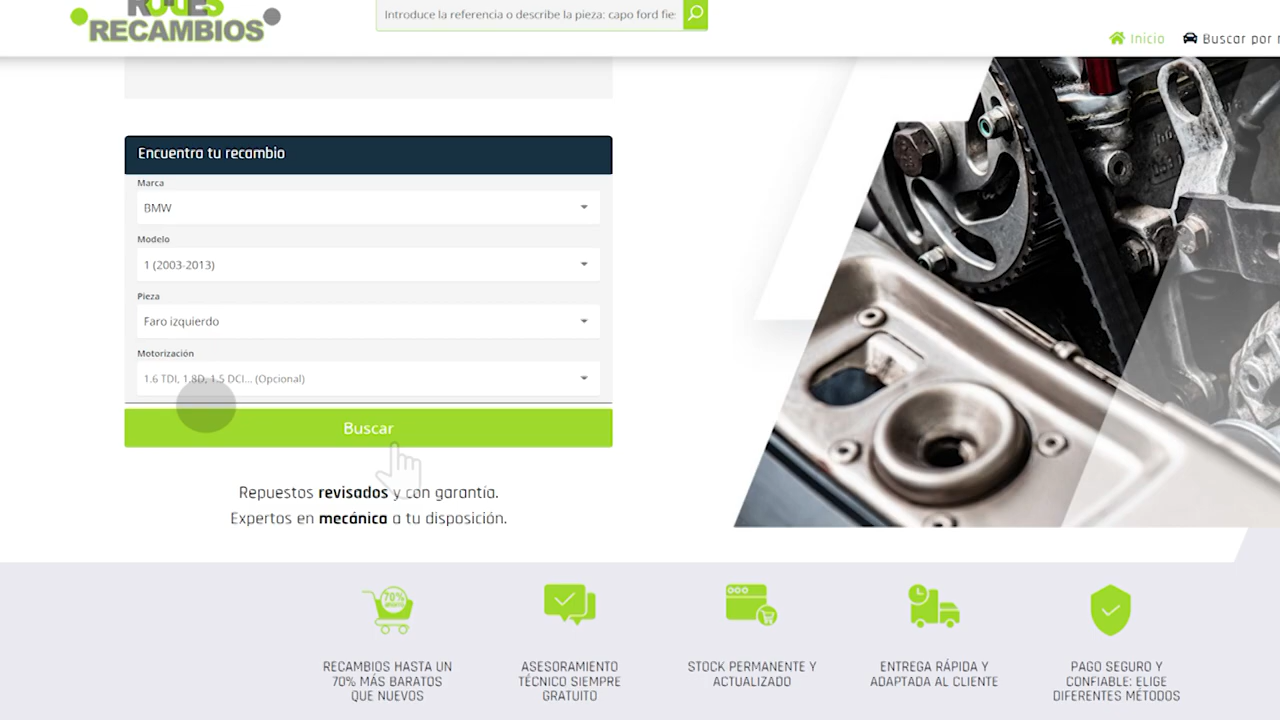 RECAMBIOS
Introduce la referencia o describe la pieza: capo ford fie
Inicio
Buscar por
Encuentra tu recambio
Marca
BMW
Modelo
1 (2003-2013)
Pieza
Faro izquierdo
Motorización
1.6 TDI, 1.8D, 1.5 DCI... (Opcional)
Buscar
Repuestos revisados y con garantía.
Expertos en mecánica a tu disposición.
70%
RECAMBIOS HASTA UN
70% MÁS BARATOS
QUE NUEVOS
ASESORAMIENTO
TÉCNICO SIEMPRE
GRATUITO
STOCK PERMANENTE Y
ACTUALIZADO
ENTREGA RÁPIDA Y
ADAPTADA AL CLIENTE
PAGO SEGURO Y
CONFIABLE: ELIGE
DIFERENTES MÉTODOS